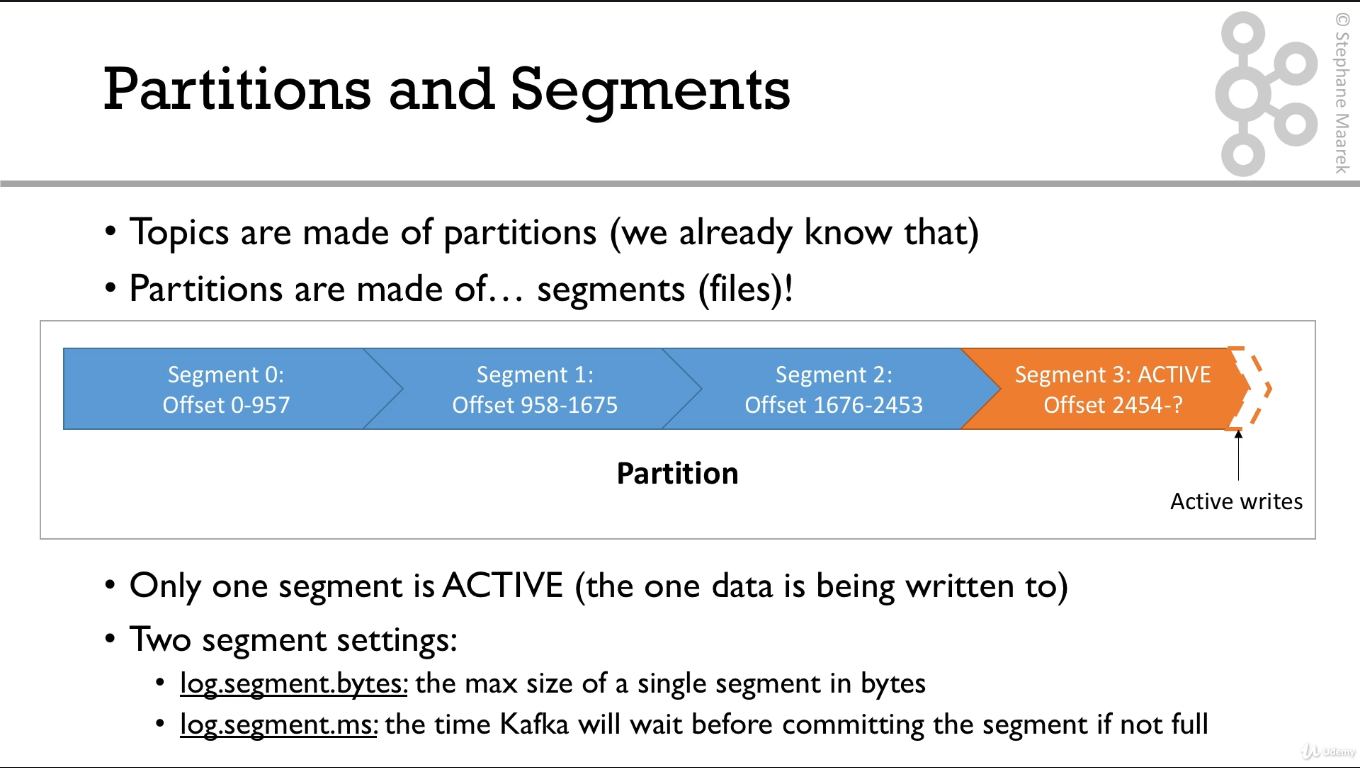 Partitions and Segments
© Stephane Maarek
• Topics are made of partitions (we already know that)
• Partitions are made of… segments (files)!
Segment 0:
Offset 0-957
Segment 1:
Offset 958-1675
Segment 2:
Offset 1676-2453
Segment 3: ACTIVE
Offset 2454-?
Partition
Active writes
• Only one segment is ACTIVE (the one data is being written to)
• Two segment settings:
• log.segment.bytes: the max size of a single segment in bytes
• log.segment.ms: the time Kafka will wait before committing the segment if not full
Udemy